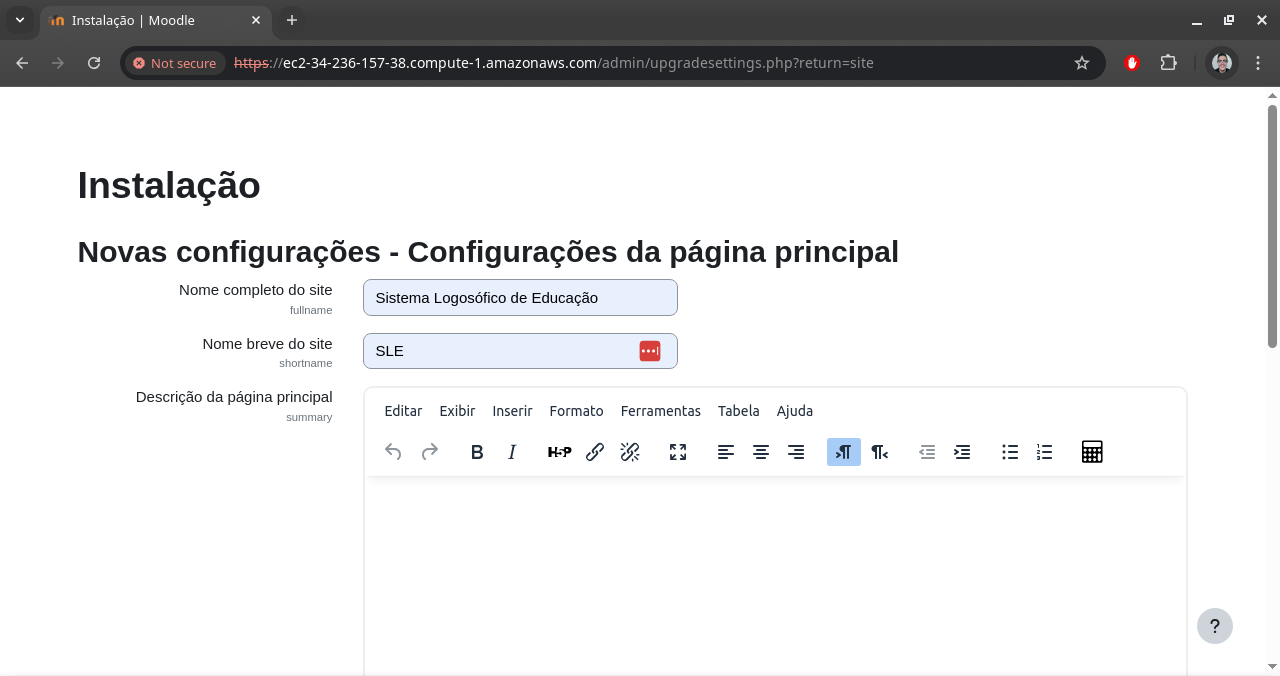 Instalação | Moodle
Not secure https://ec2-34-236-157-38.compute-1.amazonaws.com/admin/upgradesettings.php?return=site
Instalação
Novas configurações - Configurações da página principal
Nome completo do site
fullname
Sistema Logosófico de Educação
Nome breve do site
shortname
SLE
Descrição da página principal
summary
Editar Exibir Inserir Formato Ferramentas Tabela Ajuda
B I H5P
?